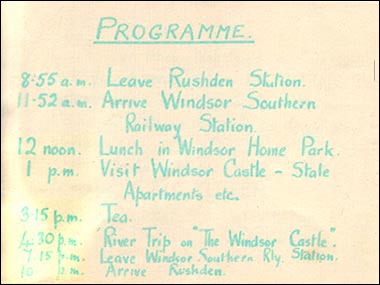 PROGRAMME.
8.55 a.m. Leave Rushden Station.
11.52 a.m. Arrive Windsor Southern
Railway Station.
12 noon. Lunch in Windsor Home Park.
1 p.m. Visit Windsor Castle - State
Apartments etc.
3.15 p.m. Tea.
4.30 p.m. River Trip on "The Windsor Castle".
7.15 p.m. Leave Windsor Southern Rly. Station.
10 p.m. Arrive Rushden.